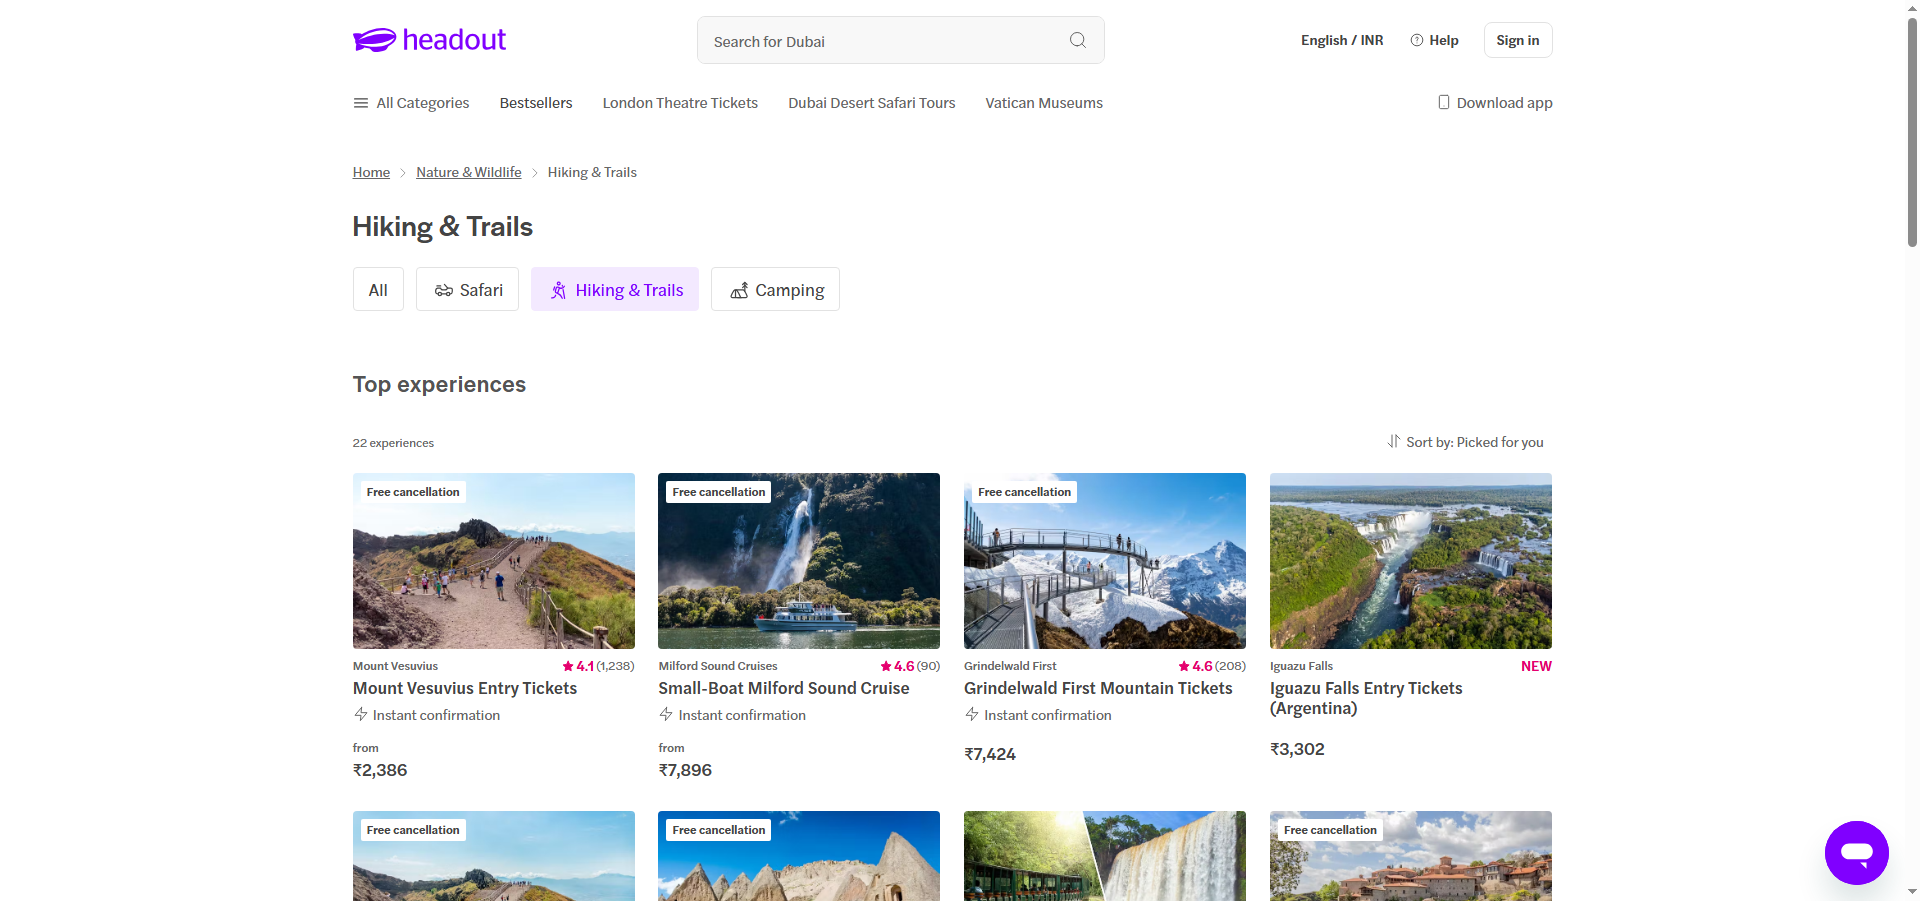 headout
Search for Dubai
English / INR
Help
Sign in
All Categories
Bestsellers
London Theatre Tickets
Dubai Desert Safari Tours
Vatican Museums
Download app
Home
Nature & Wildlife
Hiking & Trails
Hiking & Trails
All
Safari
Hiking & Trails
Camping
Top experiences
22 experiences
Sort by: Picked for you
Free cancellation
Mount Vesuvius
4.1 (1,238)
Mount Vesuvius Entry Tickets
Instant confirmation
from
₹2,386
Free cancellation
Milford Sound Cruises
4.6 (90)
Small-Boat Milford Sound Cruise
Instant confirmation
from
₹7,896
Free cancellation
Grindelwald First
4.6 (208)
Grindelwald First Mountain Tickets
Instant confirmation
₹7,424
Iguazu Falls
NEW
Iguazu Falls Entry Tickets
(Argentina)
₹3,302
Free cancellation
Free cancellation
Free cancellation